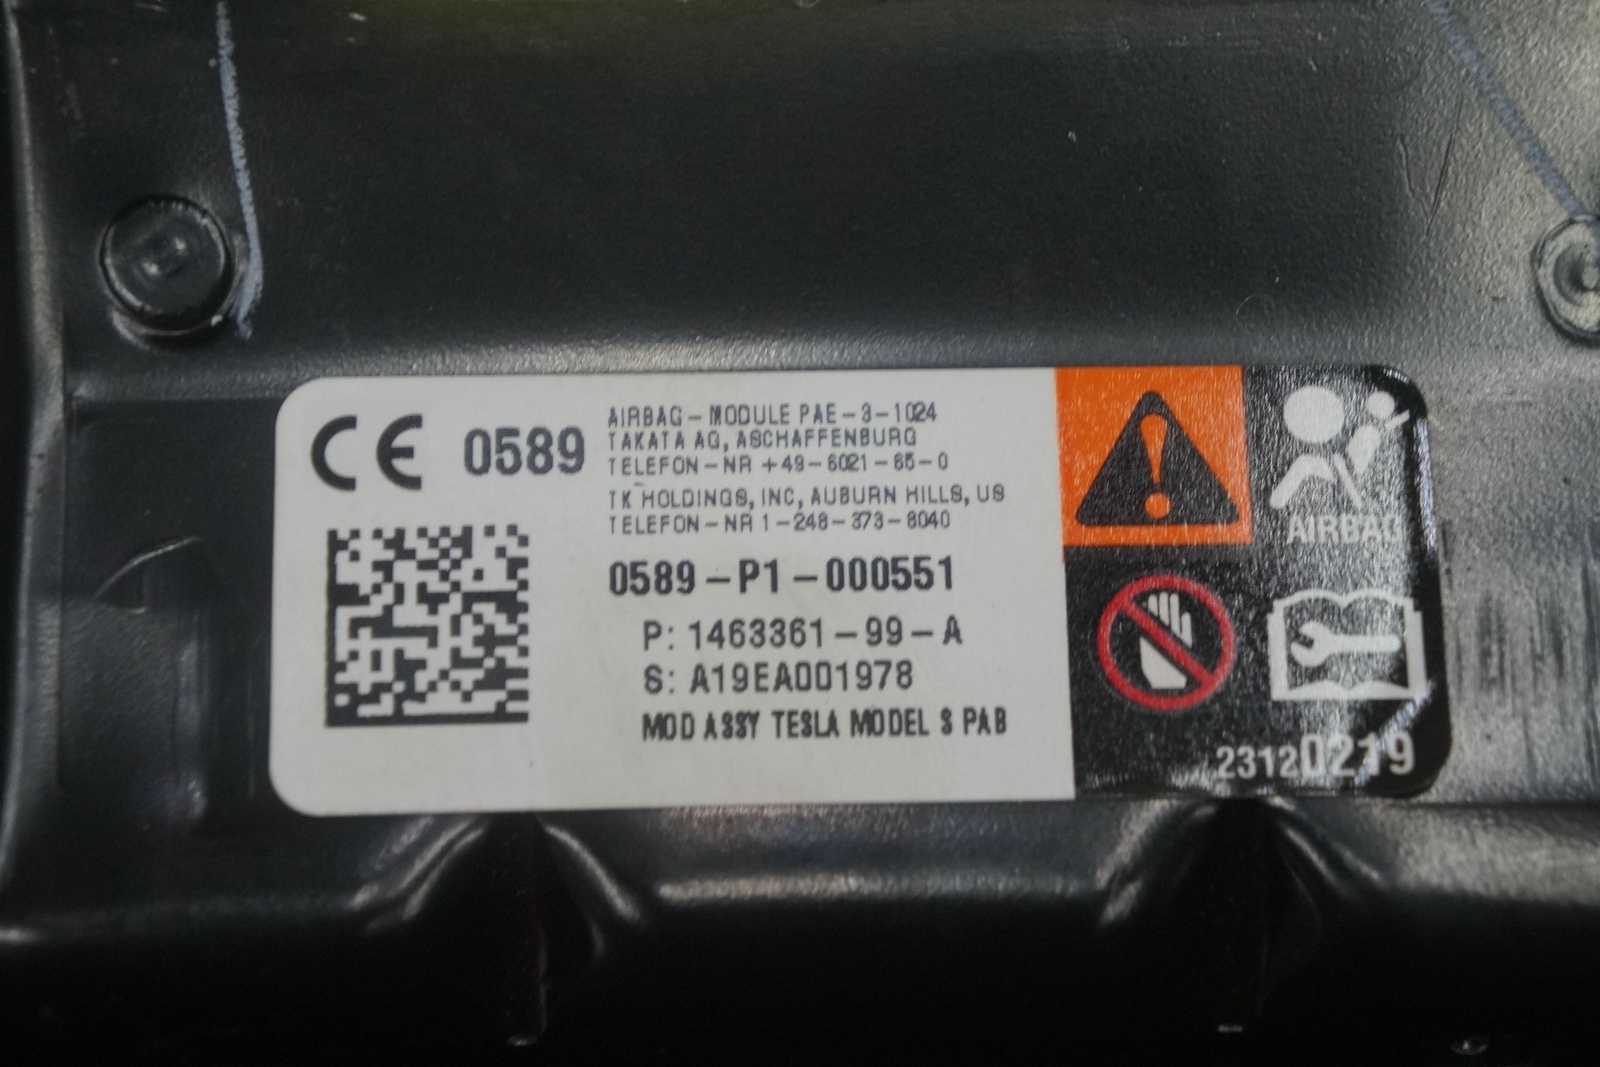 CE 0589
AIRBAG-MODULE PAE-3-1024
TAKATA AG, ASCHAFFENBURG
TELEFON-NR +49-6021-65-0
TK HOLDINGS, INC, AUBURN HILLS, US
TELEFON-NR 1-248-373-8040
0589-P1-000551
P: 1463361-99-A
S: A19EA001978
MOD ASSY TESLA MODEL S PAB
AIRBAG
23120219